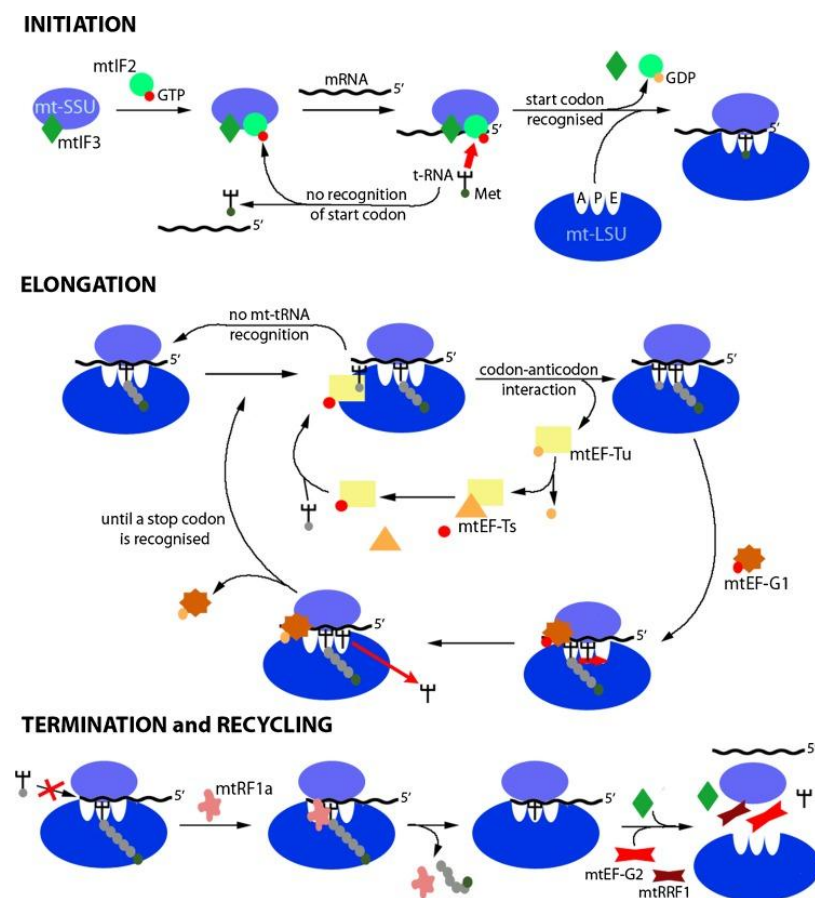 INITIATION
mtIF2
GTP
mt-SSU
mtIF3
mRNA
5'
5'
start codon
recognised
GDP
t-RNA
Met
no recognition
of start codon
5'
A P E
mt-LSU
5'
ELONGATION
no mt-tRNA
recognition
5'
5'
codon-anticodon
interaction
5'
mtEF-Tu
mtEF-Ts
until a stop codon
is recognised
mtEF-G1
5'
5'
TERMINATION and RECYCLING
5'
mtRF1a
5'
5'
5'
mtEF-G2
mtRRF1